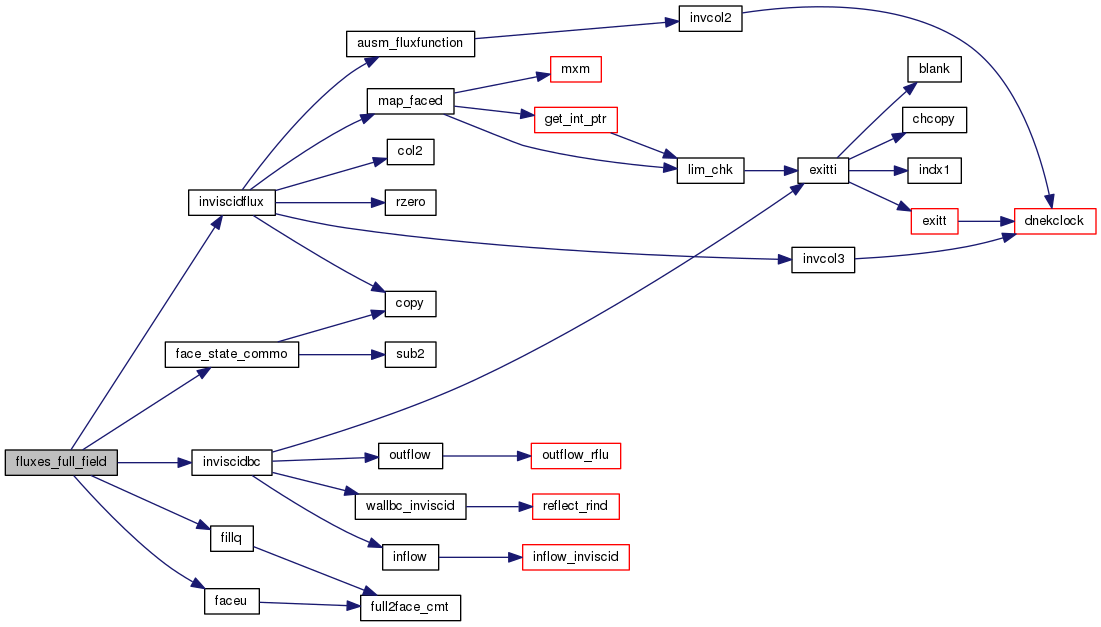 invcol2
ausm_fluxfunction
blank
mxm
map_faced
chcopy
get_int_ptr
col2
lim_chk
exitti
indx1
inviscidflux
rzero
exitt
dnekclock
invcol3
copy
face_state_commo
sub2
fluxes_full_field
inviscidbc
outflow
outflow_rflu
wallbc_inviscid
reflect_rind
fillq
inflow
inflow_inviscid
faceu
full2face_cmt